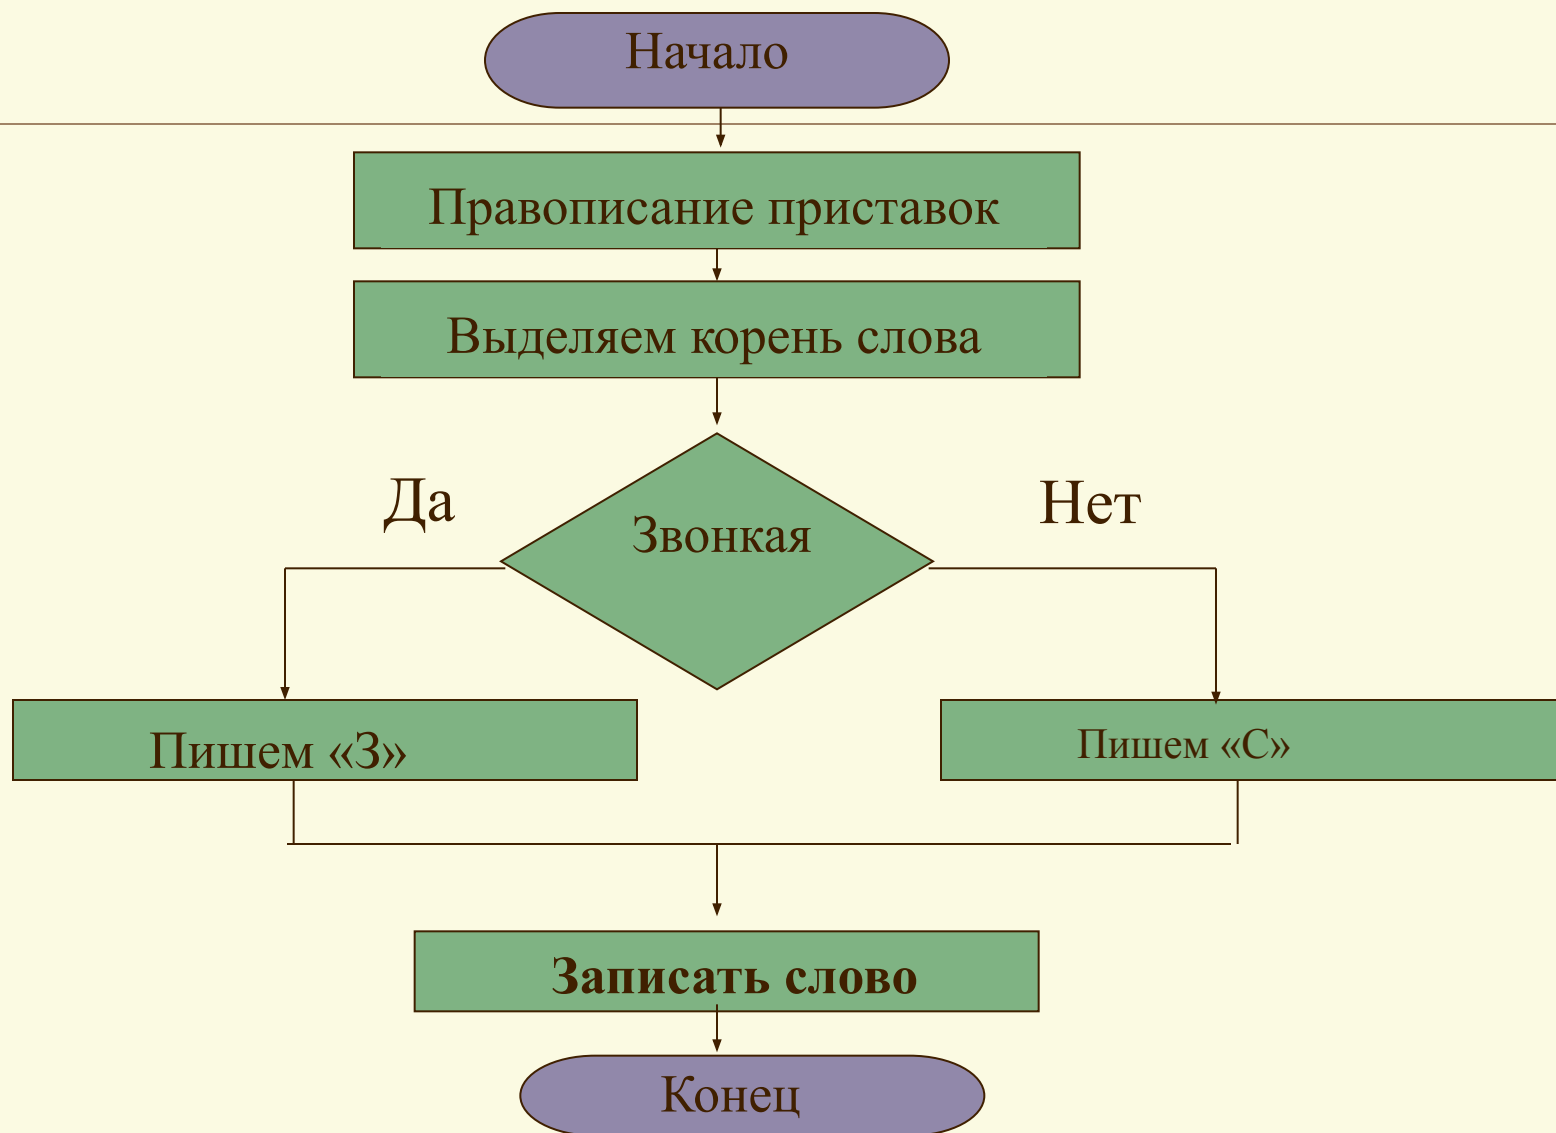 Начало
Правописание приставок
Выделяем корень слова
Да
Нет
Звонкая
Пишем «З»
Пишем «С»
Записать слово
Конец